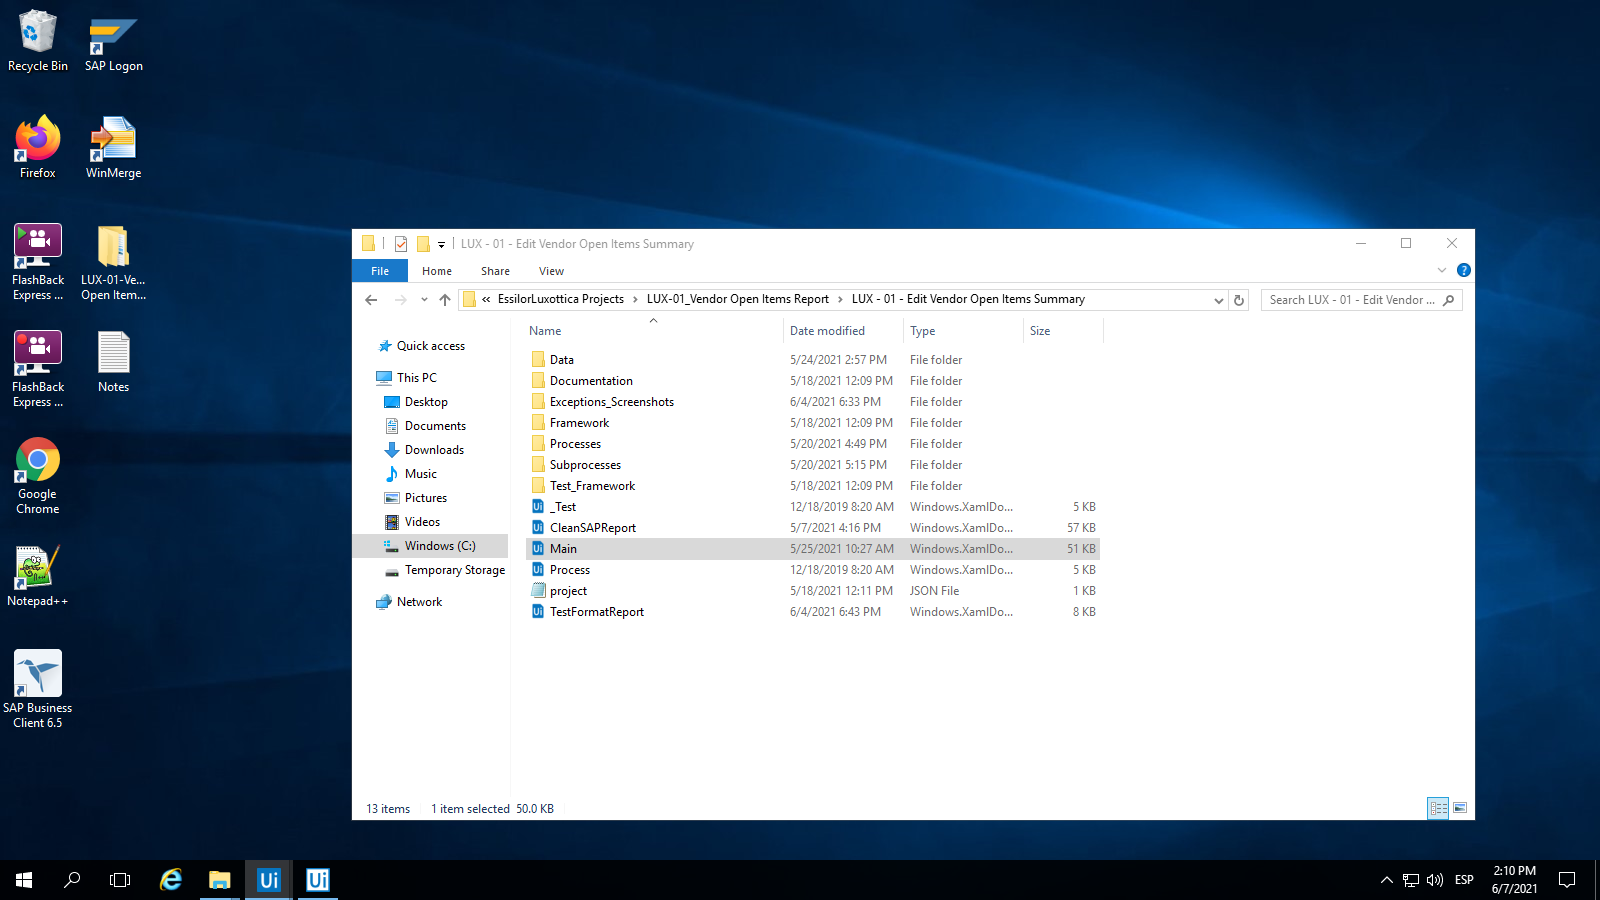 Recycle Bin
SAP Logon
Firefox
WinMerge
FlashBack
Express ...
LUX-01-Ve...
Open Item...
FlashBack
Express ...
Notes
Google
Chrome
Notepad++
SAP Business
Client 6.5
LUX - 01 - Edit Vendor Open Items Summary
File Home Share View
« EssilorLuxottica Projects › LUX-01_Vendor Open Items Report › LUX - 01 - Edit Vendor Open Items Summary
Search LUX - 01 - Edit Vendor ...
Quick access
This PC
Desktop
Documents
Downloads
Music
Pictures
Videos
Windows (C:)
Temporary Storage
Network
Name Date modified Type Size
Data 5/24/2021 2:57 PM File folder
Documentation 5/18/2021 12:09 PM File folder
Exceptions_Screenshots 6/4/2021 6:33 PM File folder
Framework 5/18/2021 12:09 PM File folder
Processes 5/20/2021 4:49 PM File folder
Subprocesses 5/20/2021 5:15 PM File folder
Test_Framework 5/18/2021 12:09 PM File folder
_Test 12/18/2019 8:20 AM Windows.XamlDo... 5 KB
CleanSAPReport 5/7/2021 4:16 PM Windows.XamlDo... 57 KB
Main 5/25/2021 10:27 AM Windows.XamlDo... 51 KB
Process 12/18/2019 8:20 AM Windows.XamlDo... 5 KB
project 5/18/2021 12:11 PM JSON File 1 KB
TestFormatReport 6/4/2021 6:43 PM Windows.XamlDo... 8 KB
13 items 1 item selected 50.0 KB
Ui
Ui
ESP
2:10 PM
6/7/2021